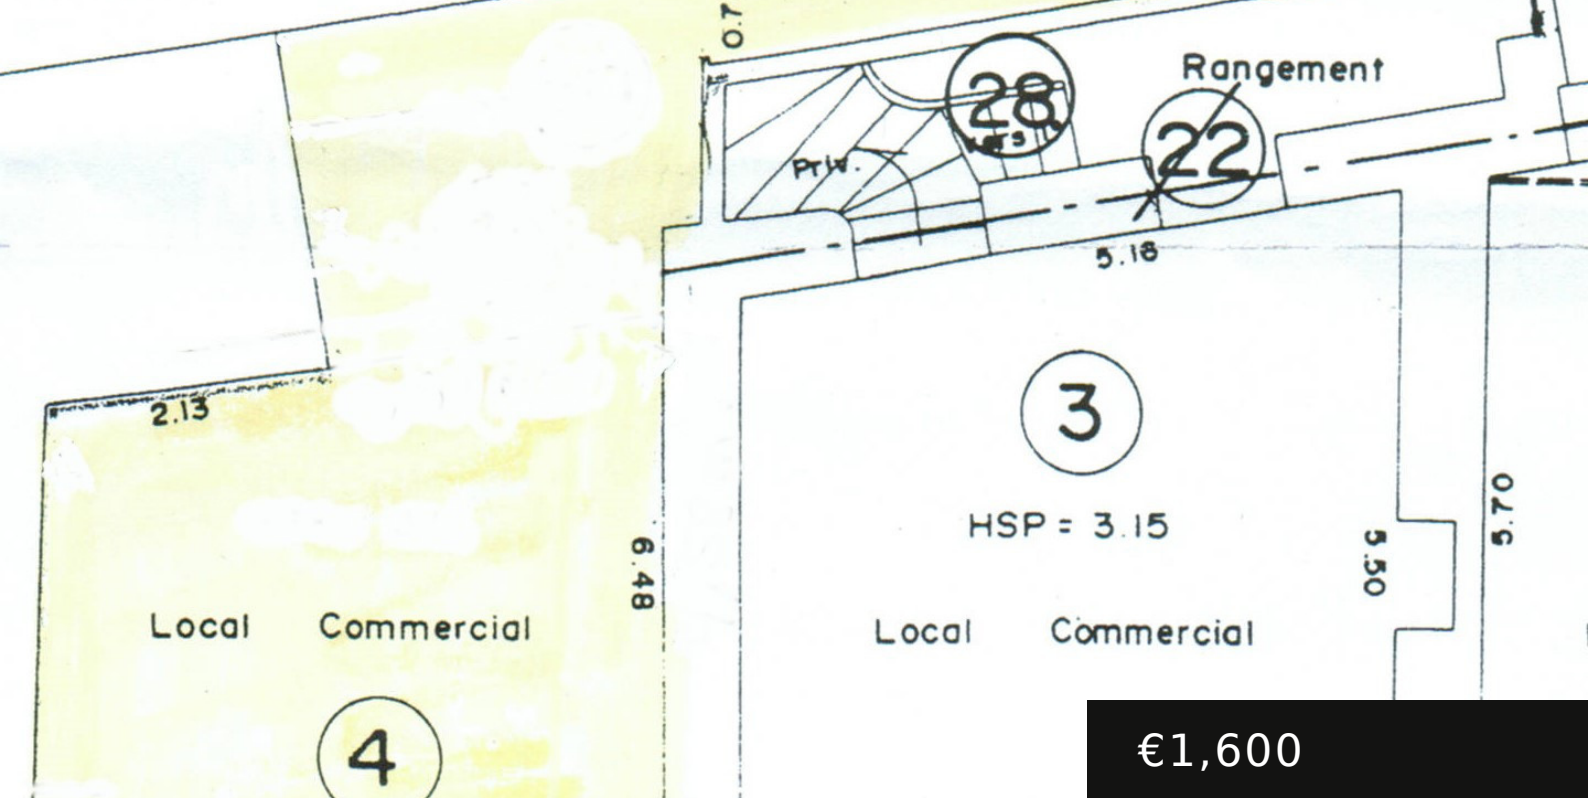 0.7
Rangement
28
vers
22
Priv.
5.18
2.13
3
HSP = 3.15
5.70
6.48
5.50
Local Commercial
Local Commercial
4
€1,600